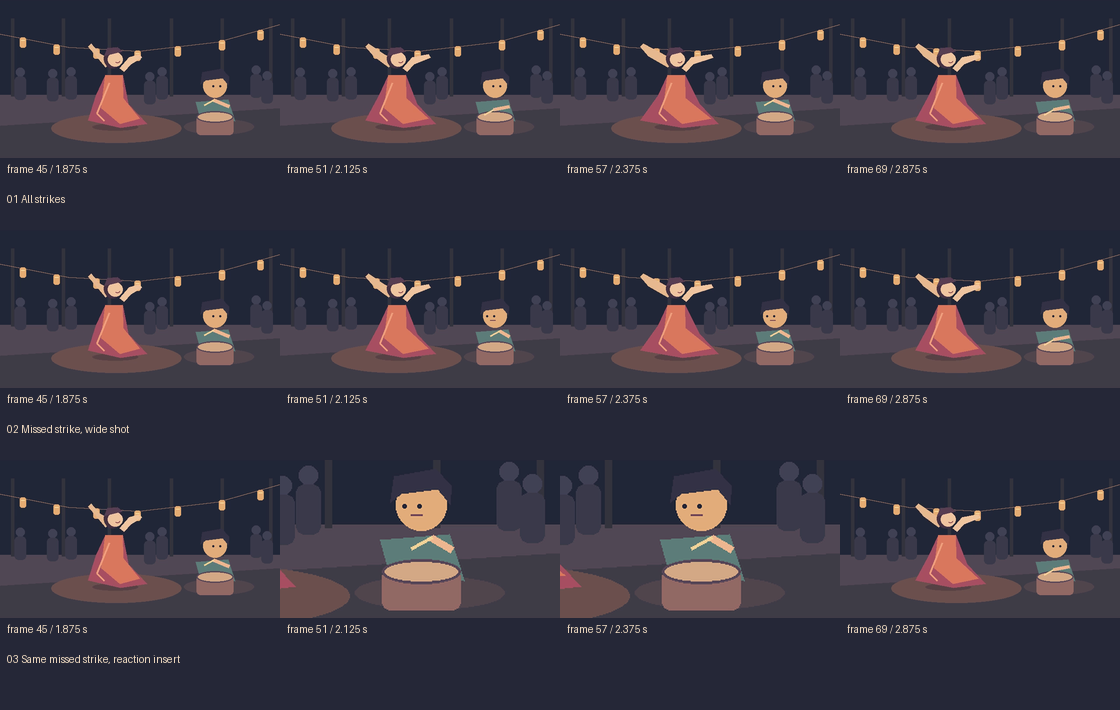 frame 45 / 1.875 s
frame 51 / 2.125 s
frame 57 / 2.375 s
frame 69 / 2.875 s
01 All strikes
frame 45 / 1.875 s
frame 51 / 2.125 s
frame 57 / 2.375 s
frame 69 / 2.875 s
02 Missed strike, wide shot
frame 45 / 1.875 s
frame 51 / 2.125 s
frame 57 / 2.375 s
frame 69 / 2.875 s
03 Same missed strike, reaction insert